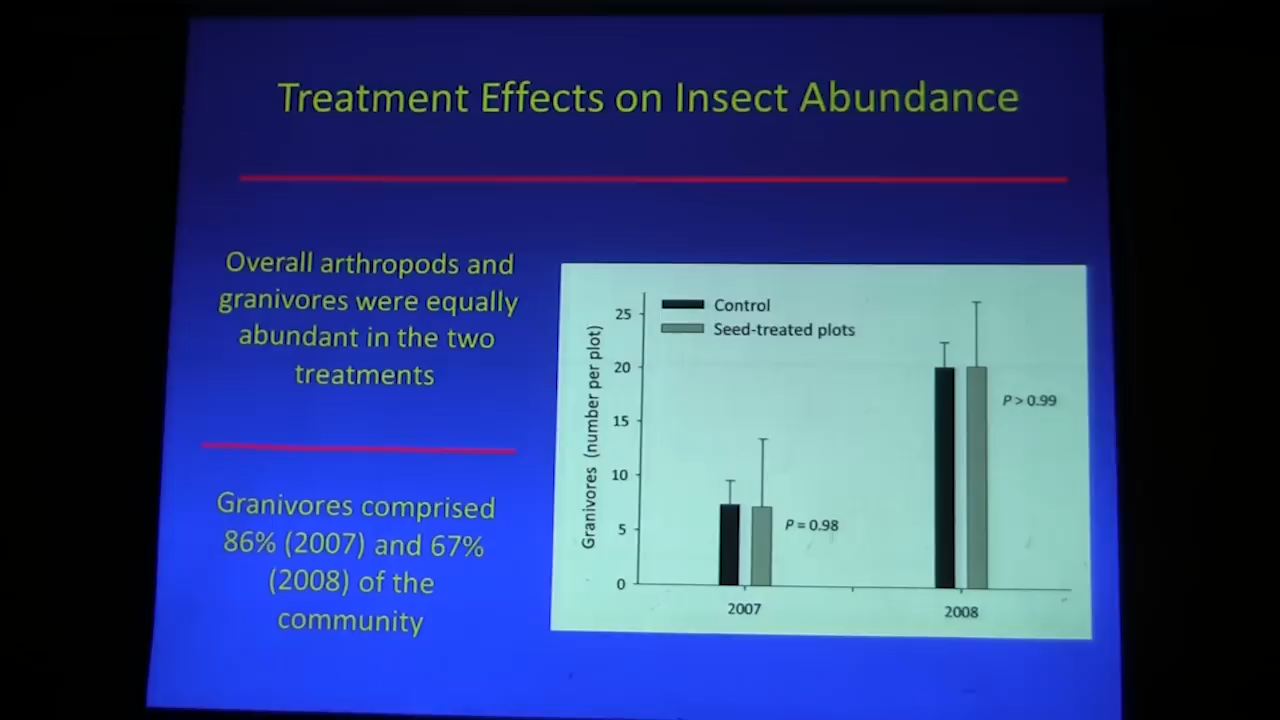 Treatment Effects on Insect Abundance
Overall arthropods and
granivores were equally
abundant in the two
treatments
Granivores comprised
86% (2007) and 67%
(2008) of the
community
Control
Seed-treated plots
Granivores (number per plot)
25
20
15
10
5
0
P = 0.98
P > 0.99
2007
2008